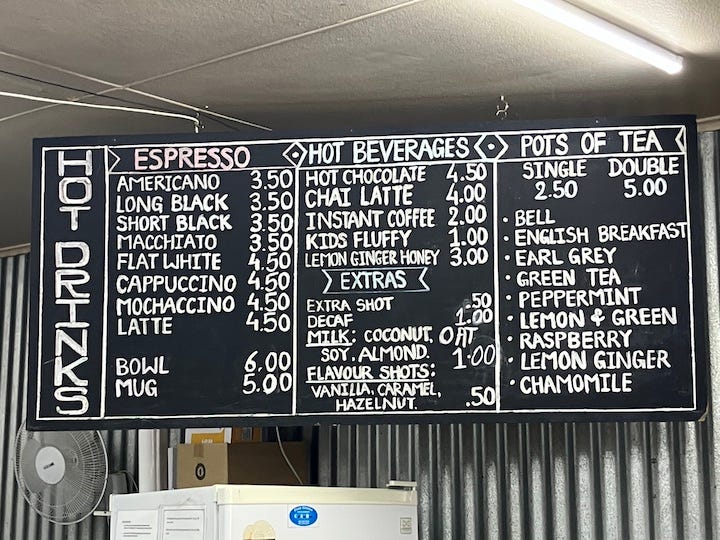 HOT DRINKS
ESPRESSO
AMERICANO 3.50
LONG BLACK 3.50
SHORT BLACK 3.50
MACCHIATO 3.50
FLAT WHITE 4.50
CAPPUCCINO 4.50
MOCHACCINO 4.50
LATTE 4.50
BOWL 6.00
MUG 5.00
HOT BEVERAGES
HOT CHOCOLATE 4.50
CHAI LATTE 4.00
INSTANT COFFEE 2.00
KIDS FLUFFY 1.00
LEMON GINGER HONEY 3.00
EXTRAS
EXTRA SHOT .50
DECAF 1.00
MILK: COCONUT, OAT
SOY, ALMOND. 1.00
FLAVOUR SHOTS:
VANILLA, CARAMEL,
HAZELNUT. .50
POTS OF TEA
SINGLE DOUBLE
2.50 5.00
· BELL
· ENGLISH BREAKFAST
· EARL GREY
· GREEN TEA
· PEPPERMINT
· LEMON & GREEN
· RASPBERRY
· LEMON GINGER
· CHAMOMILE